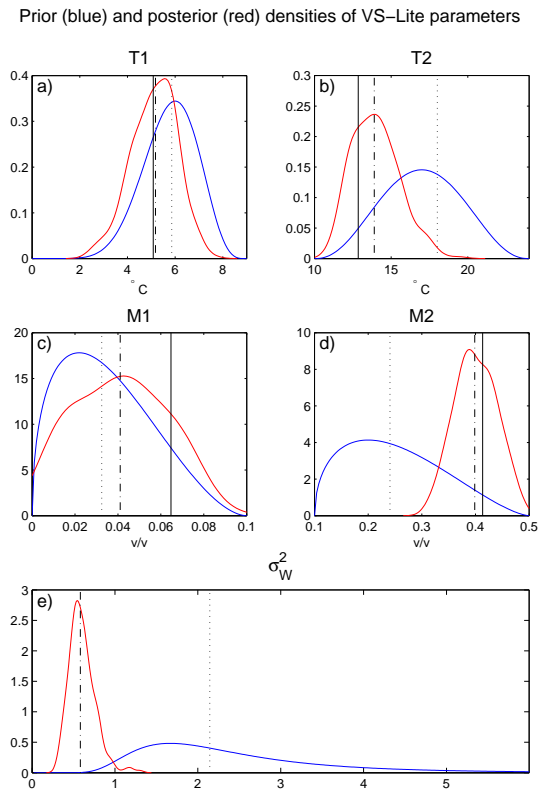 Prior (blue) and posterior (red) densities of VS−Lite parameters
T1
T2
a)
b)
0.4
0.3
0.2
0.1
0
0 2 4 6 8
°C
0.3
0.25
0.2
0.15
0.1
0.05
0
10 15 20
°C
M1
M2
c)
d)
20
15
10
5
0
0 0.02 0.04 0.06 0.08 0.1
v/v
10
8
6
4
2
0
0.1 0.2 0.3 0.4 0.5
v/v
σ²_W
e)
3
2.5
2
1.5
1
0.5
0
0 1 2 3 4 5